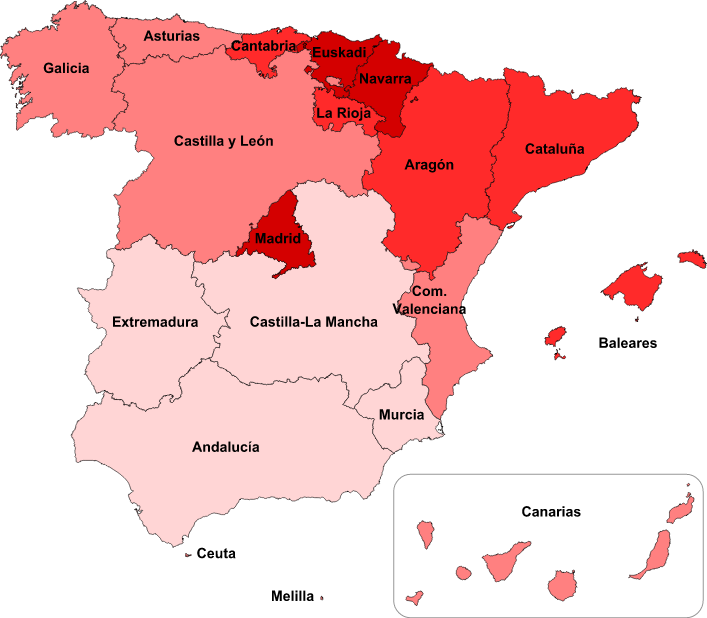 Asturias
Cantabria
Euskadi
Galicia
Navarra
La Rioja
Castilla y León
Cataluña
Aragón
Madrid
Com.
Valenciana
Extremadura
Castilla-La Mancha
Baleares
Murcia
Andalucía
Canarias
Ceuta
Melilla